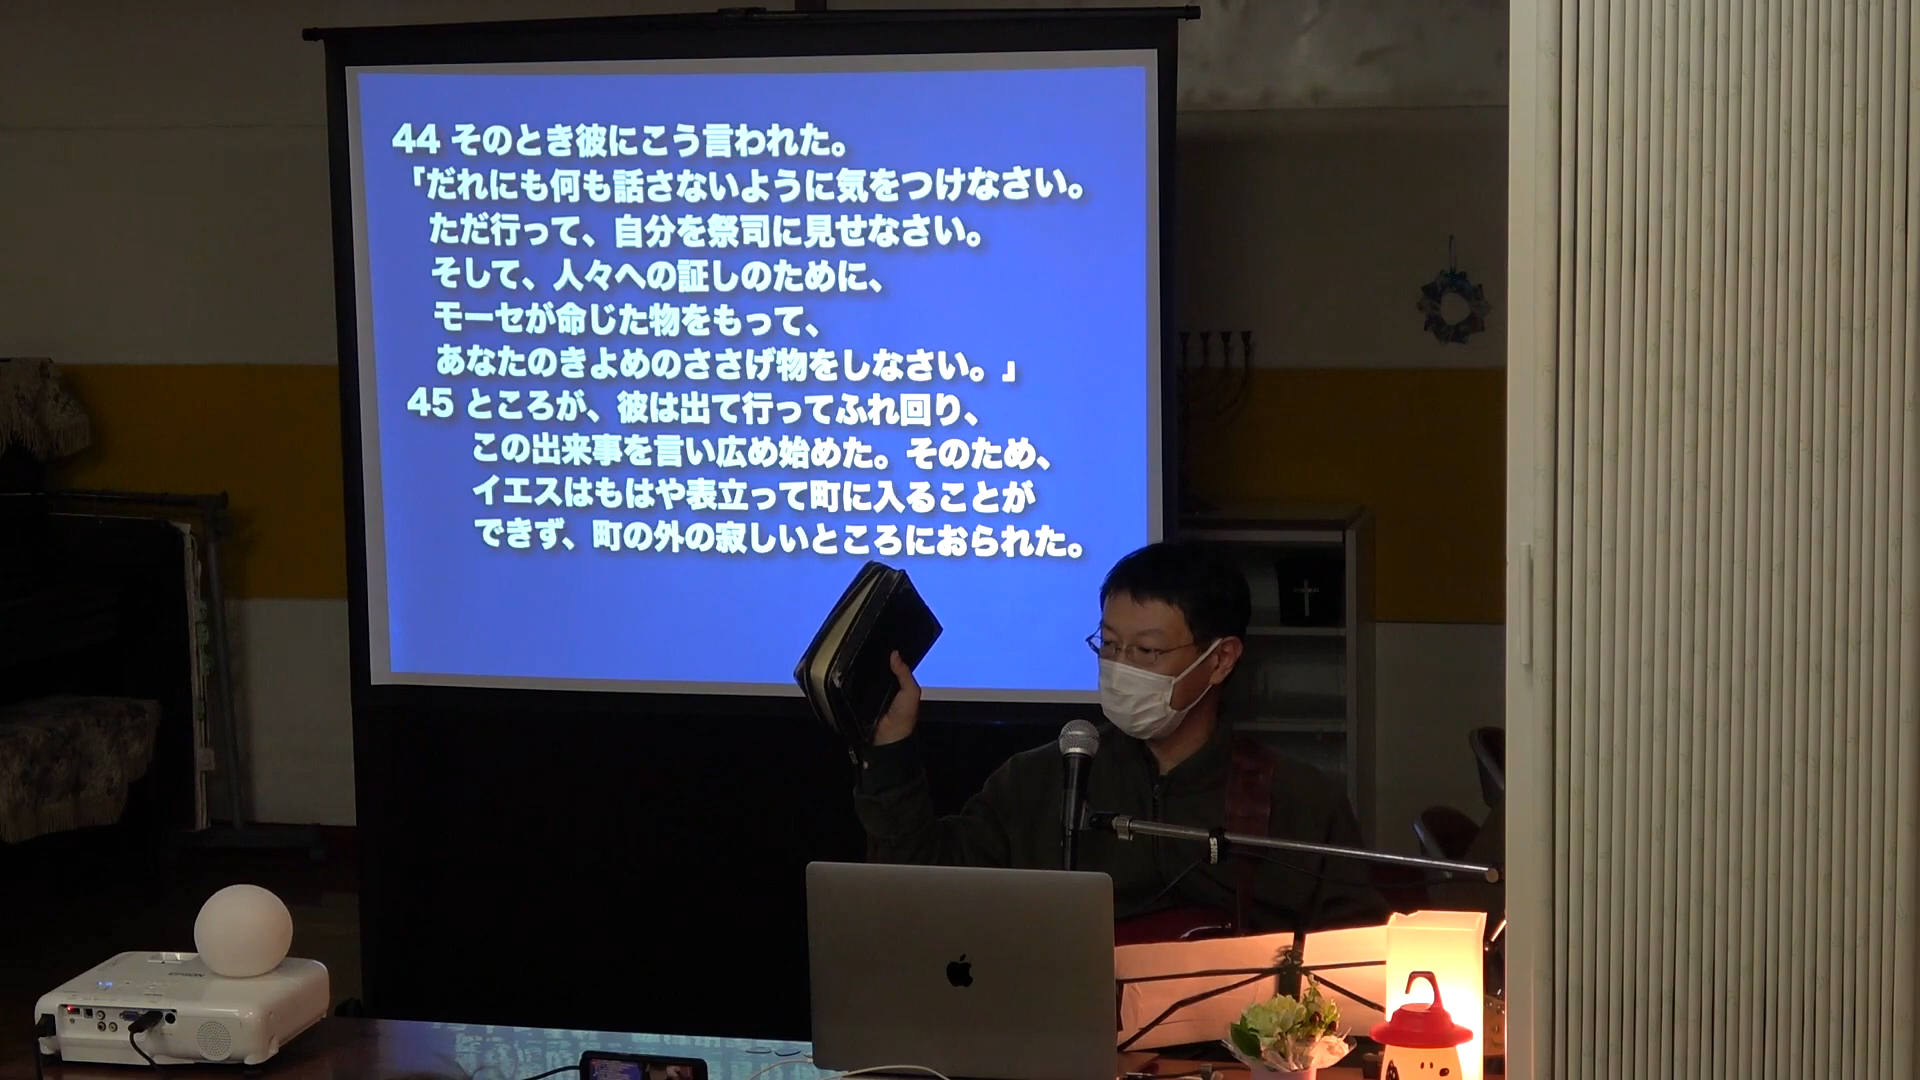 44 そのとき彼にこう言われた。
「だれにも何も話さないように気をつけなさい。
ただ行って、自分を祭司に見せなさい。
そして、人々への証しのために、
モーセが命じた物をもって、
あなたのきよめのささげ物をしなさい。」
45 ところが、彼は出て行ってふれ回り、
この出来事を言い広め始めた。そのため、
イエスはもはや表立って町に入ることが
できず、町の外の寂しいところにおられた。
EPSON